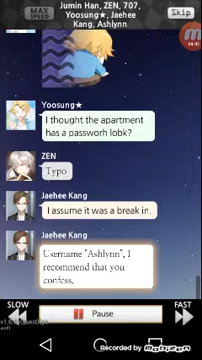 Jumin Han, ZEN, 707,
Yoosung★, Jaehee
Kang, Ashlynn
MAX
SPEED
Skip
Yoosung★
I thought the apartment
has a passworh lobk?
ZEN
Typo
Jaehee Kang
I assume it was a break in.
Jaehee Kang
Username "Ashlynn", I
recommend that you
confess.
SLOW
FAST
Pause
Recorded by